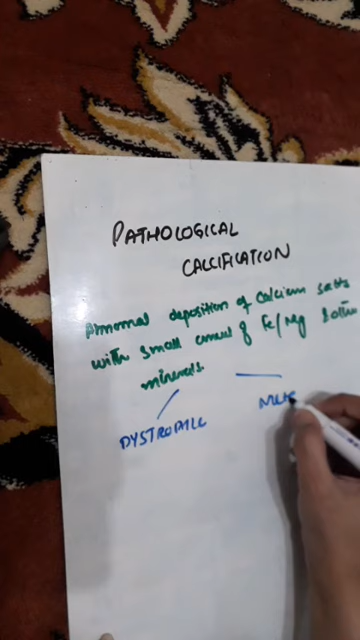 PATHOLOGICAL
CALCIFICATION
Abnormal deposition of calcium salts
with small amount of Fe/Mg & other
minerals.
DYSTROPHIC